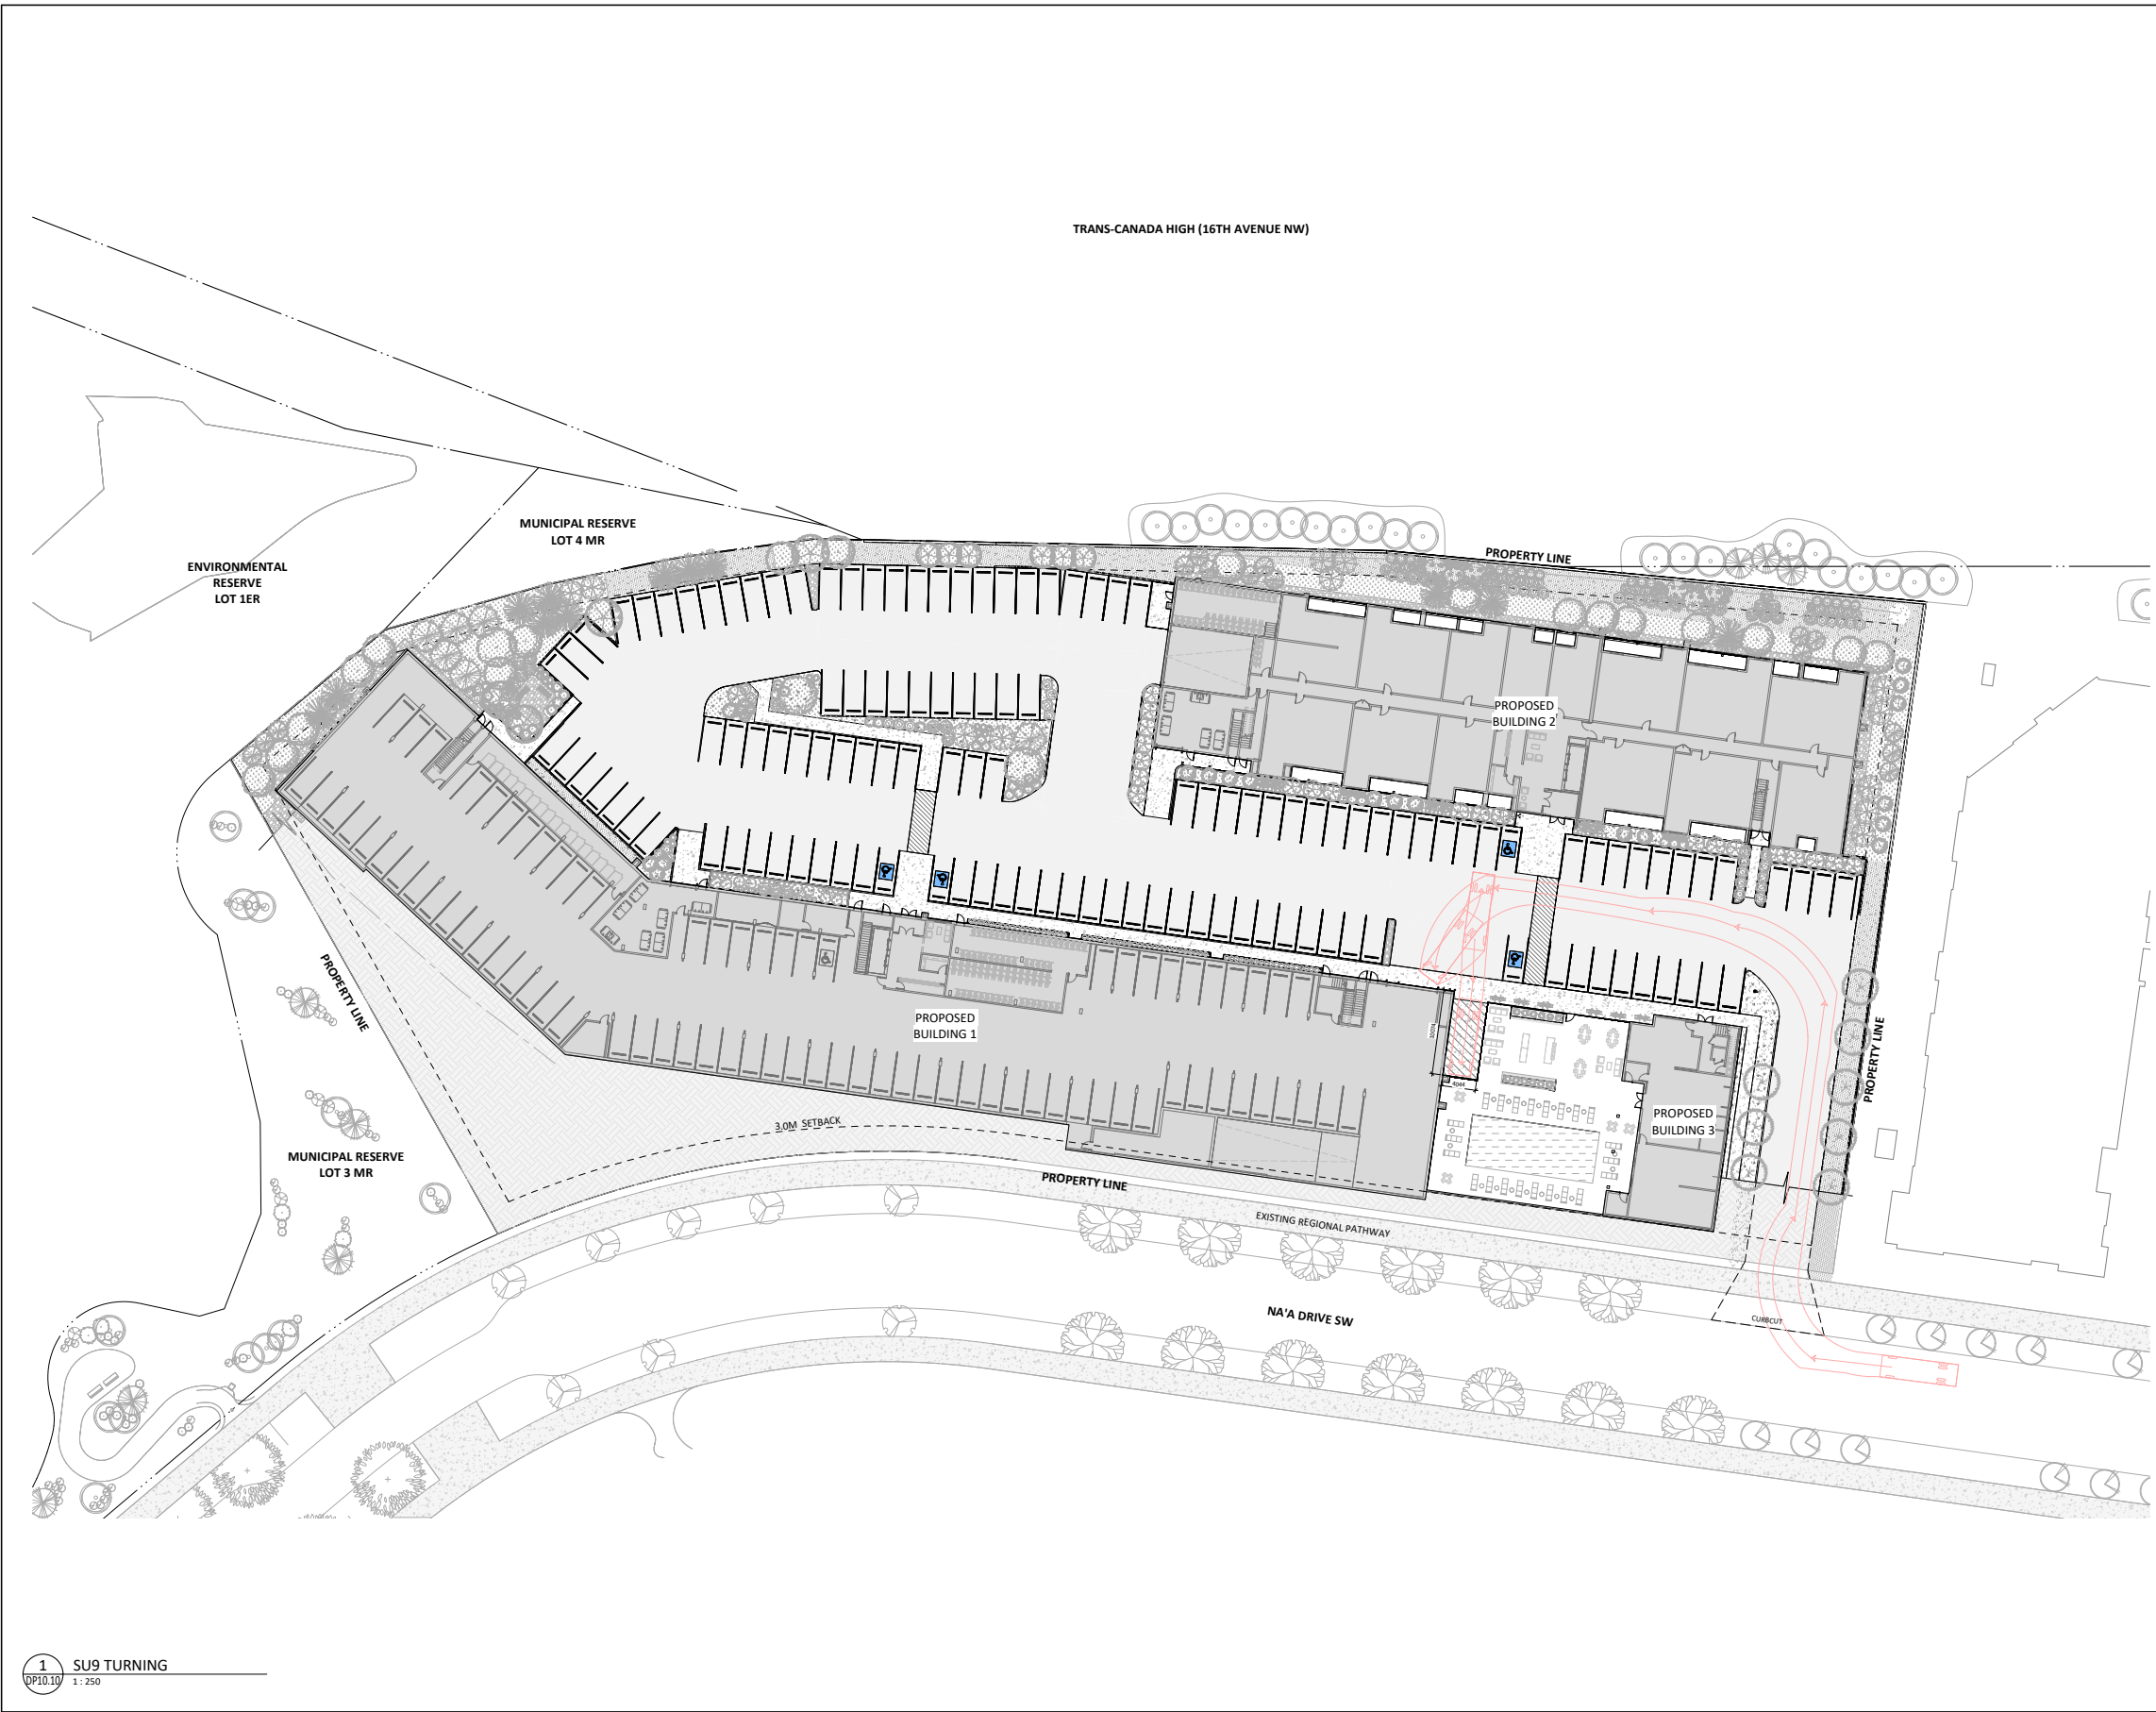 TRANS-CANADA HIGH (16TH AVENUE NW)
MUNICIPAL RESERVE
LOT 4 MR
PROPERTY LINE
ENVIRONMENTAL
RESERVE
LOT 1ER
PROPOSED
BUILDING 2
PROPERTY LINE
PROPOSED
BUILDING 1
PROPERTY LINE
4044
PROPOSED
BUILDING 3
3.0M SETBACK
MUNICIPAL RESERVE
LOT 3 MR
PROPERTY LINE
EXISTING REGIONAL PATHWAY
NA'A DRIVE SW
CURBCUT
1
DP10.10
SU9 TURNING
1 : 250